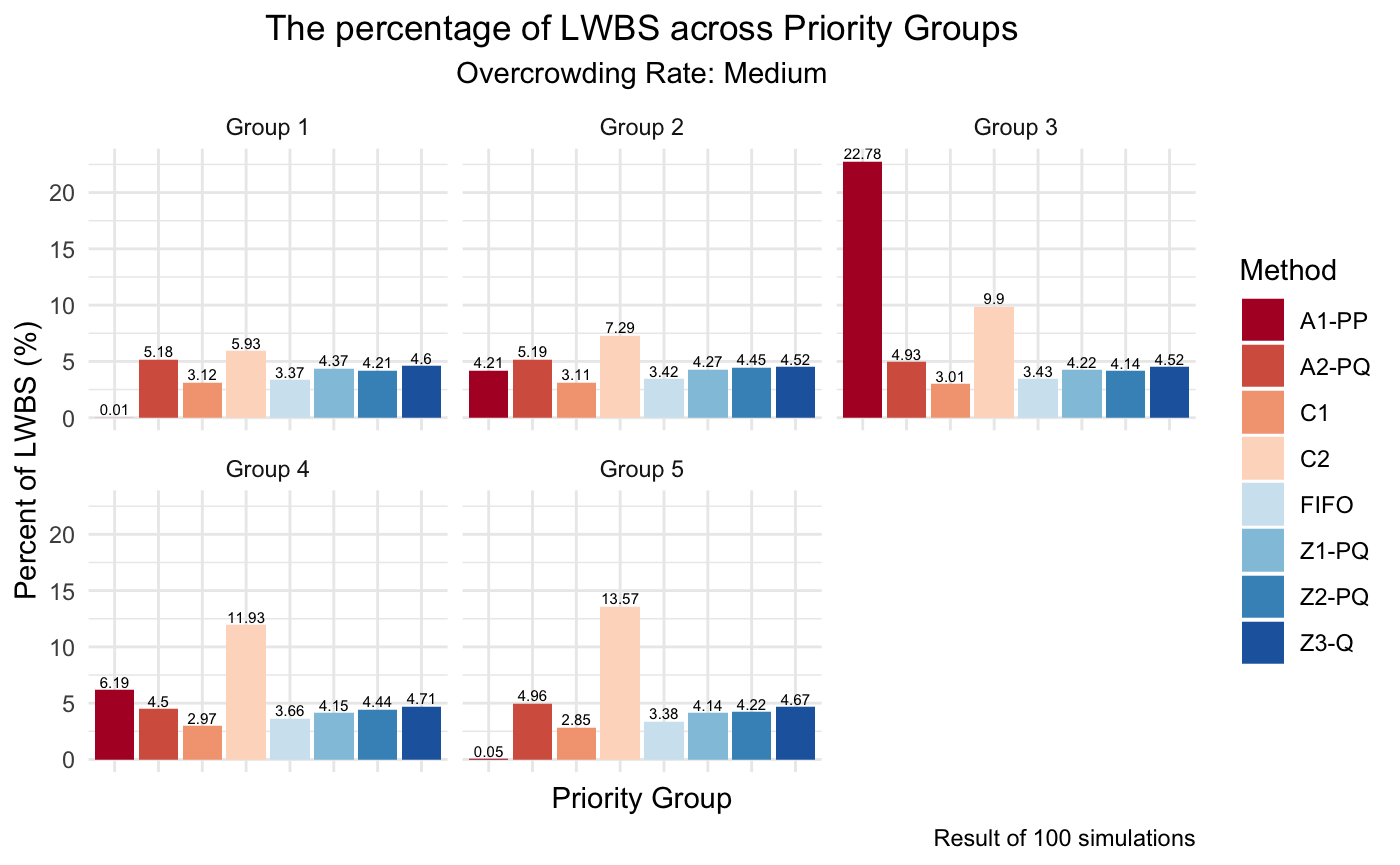 The percentage of LWBS across Priority Groups
Overcrowding Rate: Medium
Percent of LWBS (%)
Group 1
20
15
10
5
0
0.01
5.18
3.12
5.93
3.37
4.37
4.21
4.6
Group 2
4.21
5.19
3.11
7.29
3.42
4.27
4.45
4.52
Group 3
22.78
4.93
3.01
9.9
3.43
4.22
4.14
4.52
Group 4
20
15
10
5
0
6.19
4.5
2.97
11.93
3.66
4.15
4.44
4.71
Group 5
0.05
4.96
2.85
13.57
3.38
4.14
4.22
4.67
Priority Group
Method
A1-PP
A2-PQ
C1
C2
FIFO
Z1-PQ
Z2-PQ
Z3-Q
Result of 100 simulations